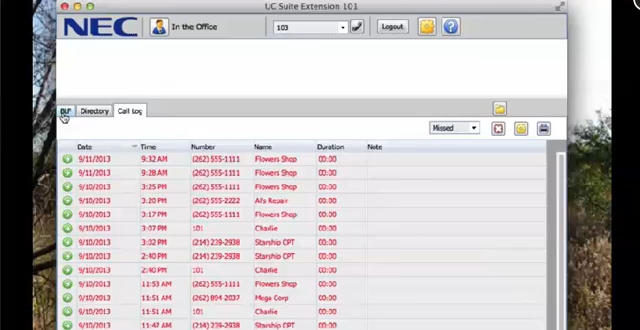 UC Suite Extension 101
NEC In the Office 103 Logout ?
BLF Directory Call Log
Missed
Date Time Number Name Duration Note
9/11/2013 9:32 AM (262) 555-1111 Flowers Shop 00:00
9/11/2013 9:28 AM (262) 555-1111 Flowers Shop 00:00
9/10/2013 3:25 PM (262) 555-1111 Flowers Shop 00:00
9/10/2013 3:20 PM (262) 555-2222 Al's Repair 00:00
9/10/2013 3:17 PM (262) 555-1111 Flowers Shop 00:00
9/10/2013 3:07 PM 101 Charlie 00:00
9/10/2013 3:02 PM (214) 239-2938 Starship CPT 00:00
9/10/2013 2:40 PM (214) 239-2938 Starship CPT 00:00
9/10/2013 2:40 PM 101 Charlie 00:00
9/10/2013 11:53 AM (262) 555-1111 Flowers Shop 00:00
9/10/2013 11:51 AM (262) 894-2037 Mega Corp 00:00
9/10/2013 11:51 AM 101 Charlie 00:00
9/10/2013 11:47 AM (214) 239-2938 Starship CPT 00:00